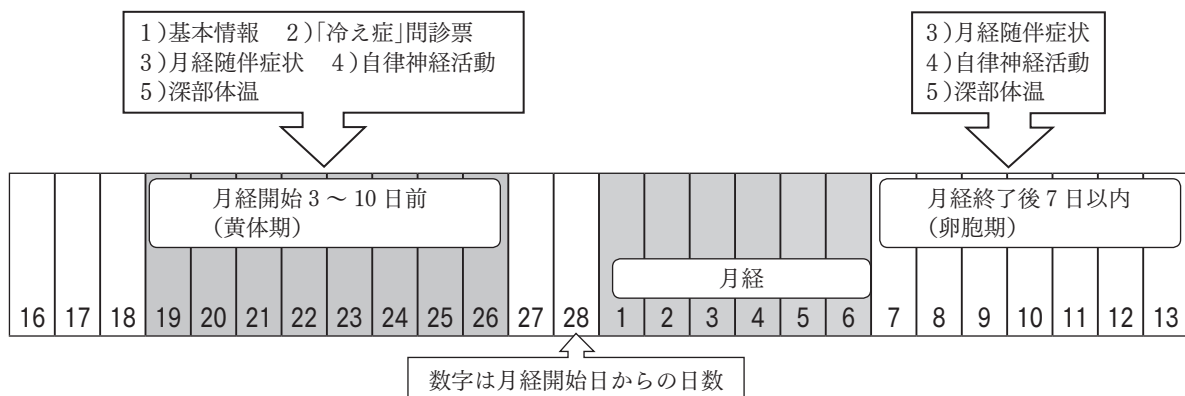 1）基本情報　2）「冷え症」問診票
3）月経随伴症状　4）自律神経活動
5）深部体温
3）月経随伴症状
4）自律神経活動
5）深部体温
月経開始 3 ～ 10 日前
（黄体期）
月経終了後 7 日以内
（卵胞期）
月経
16 17 18 19 20 21 22 23 24 25 26 27 28 1 2 3 4 5 6 7 8 9 10 11 12 13
数字は月経開始日からの日数